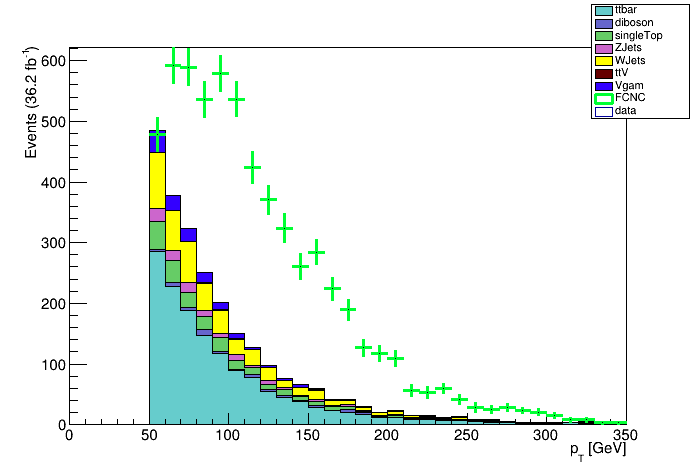 ttbar
diboson
singleTop
ZJets
WJets
ttV
Vgam
FCNC
data
Events (36.2 fb⁻¹)
600
500
400
300
200
100
0
0 50 100 150 200 250 300 350
p_T [GeV]